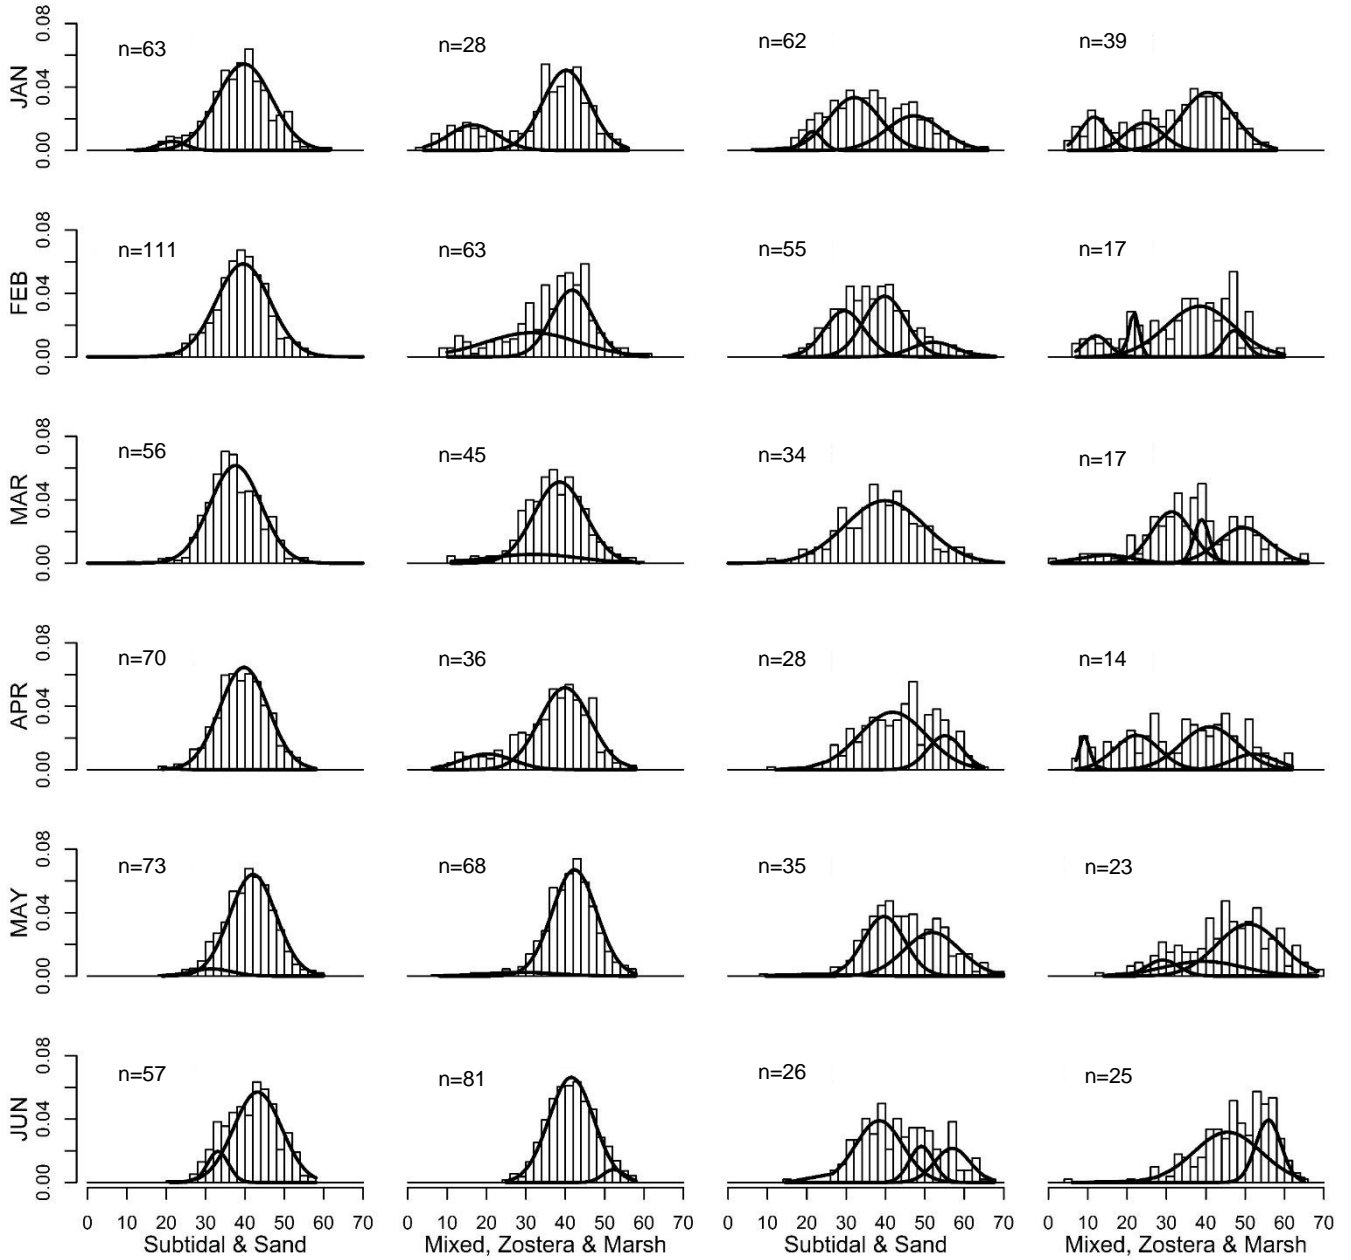 JAN
0.00 0.04 0.08
n=63
n=28
n=62
n=39
FEB
0.00 0.04 0.08
n=111
n=63
n=55
n=17
MAR
0.00 0.04 0.08
n=56
n=45
n=34
n=17
APR
0.00 0.04 0.08
n=70
n=36
n=28
n=14
MAY
0.00 0.04 0.08
n=73
n=68
n=35
n=23
JUN
0.00 0.04 0.08
n=57
n=81
n=26
n=25
0 10 20 30 40 50 60 70
0 10 20 30 40 50 60 70
0 10 20 30 40 50 60 70
0 10 20 30 40 50 60 70
Subtidal & Sand
Mixed, Zostera & Marsh
Subtidal & Sand
Mixed, Zostera & Marsh